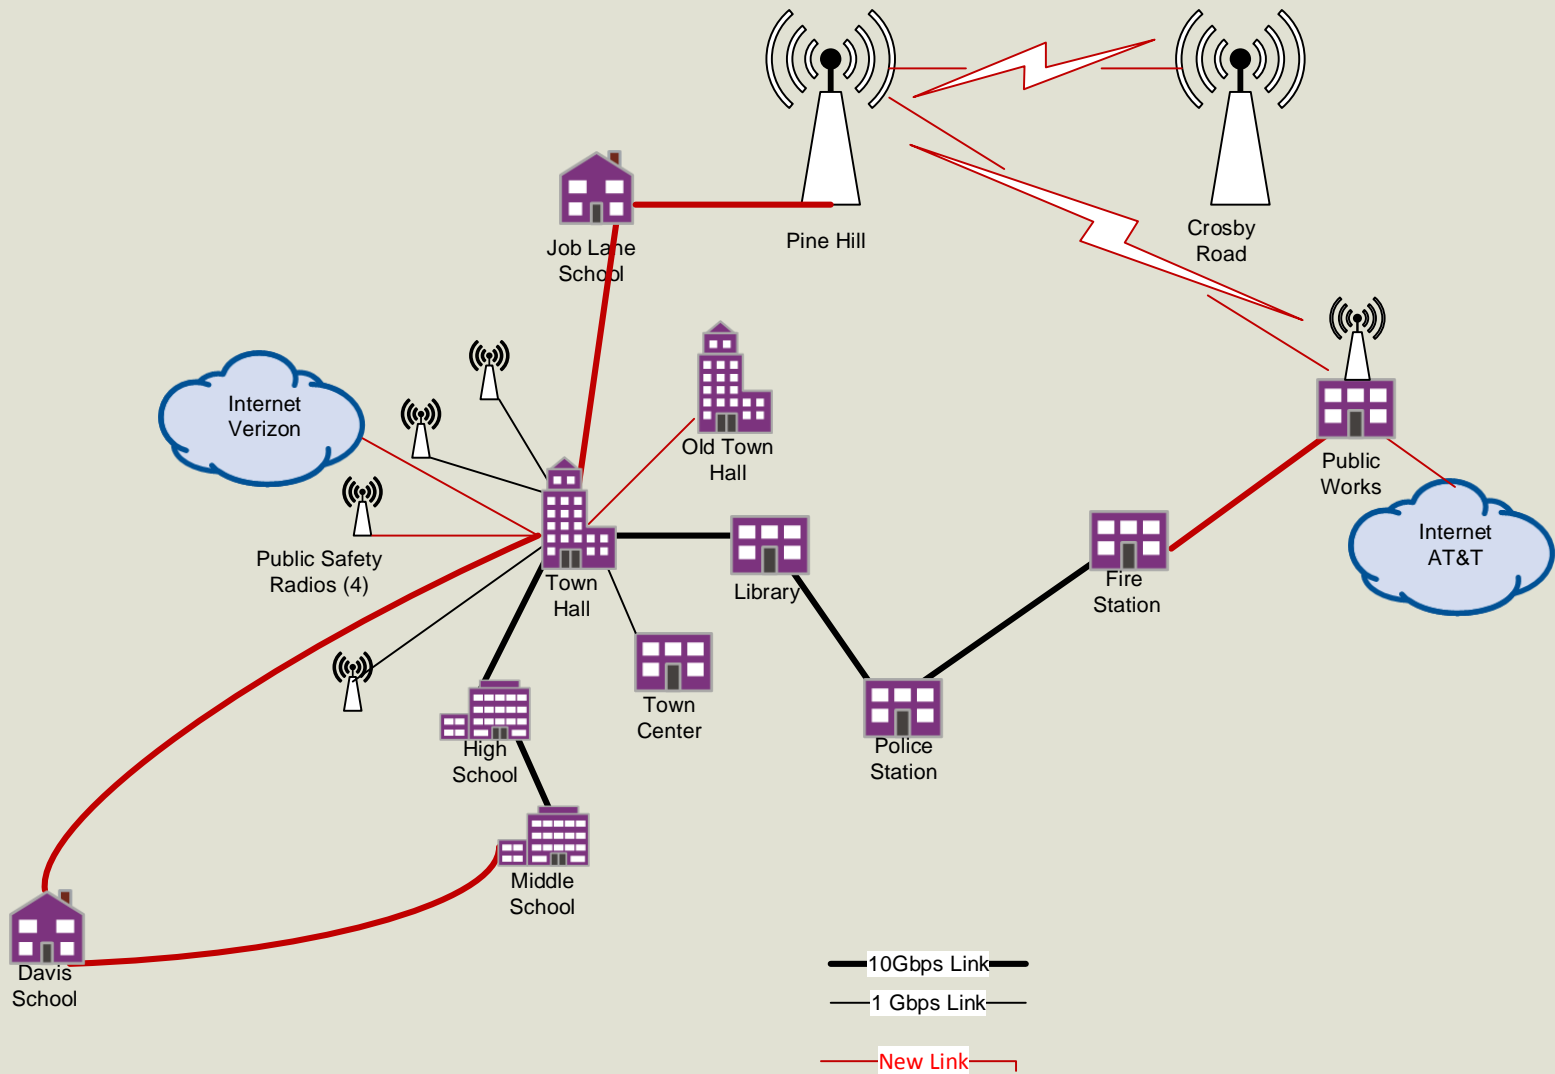 Pine Hill
Crosby
Road
Job Lane
School
Internet
Verizon
Old Town
Hall
Public
Works
Internet
AT&T
Public Safety
Radios (4)
Town
Hall
Library
Fire
Station
Town
Center
High
School
Police
Station
Middle
School
Davis
School
10Gbps Link
1 Gbps Link
New Link